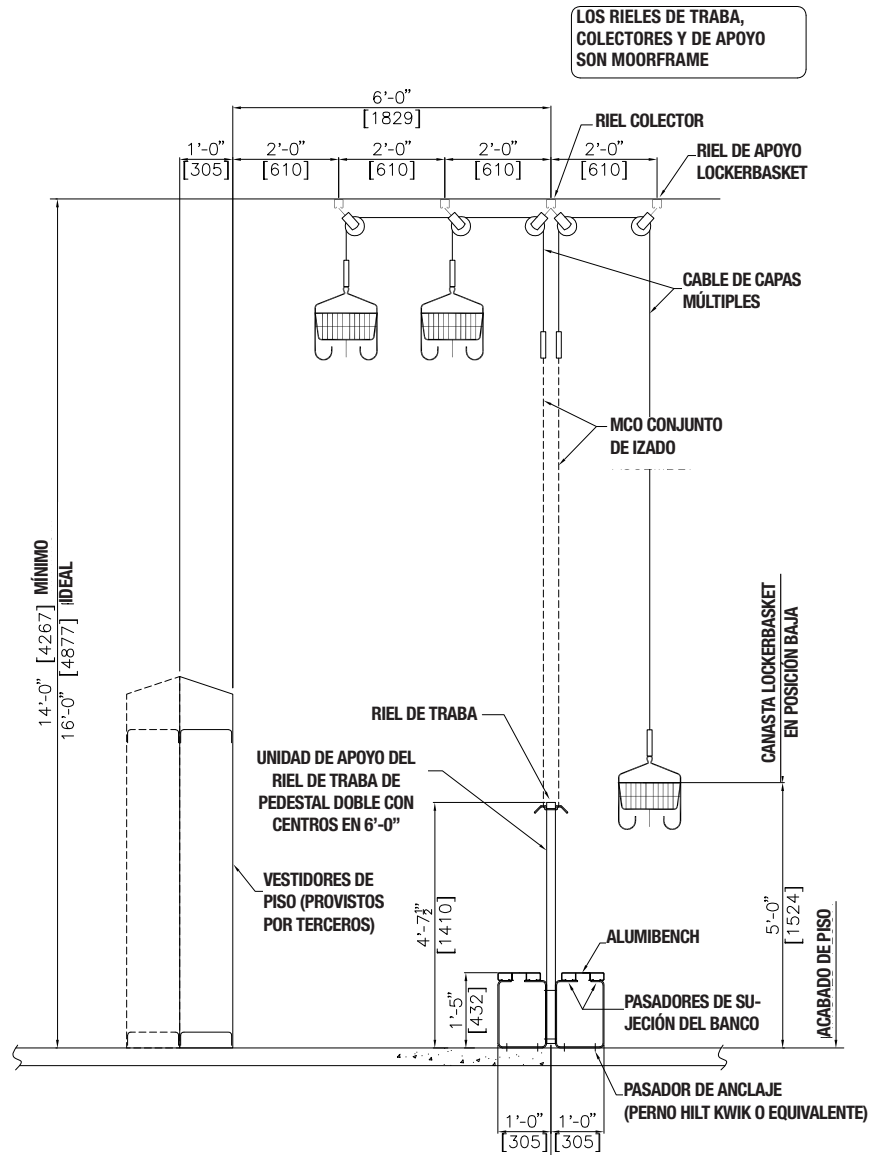 LOS RIELES DE TRABA,
COLECTORES Y DE APOYO
SON MOORFRAME
6'-0"
[1829]
RIEL COLECTOR
1'-0"
[305]
2'-0"
[610]
2'-0"
[610]
2'-0"
[610]
2'-0"
[610]
RIEL DE APOYO
LOCKERBASKET
CABLE DE CAPAS
MÚLTIPLES
MCO CONJUNTO
DE IZADO
14'-0" [4267] MÍNIMO
16'-0" [4877] IDEAL
CANASTA LOCKERBASKET
EN POSICIÓN BAJA
RIEL DE TRABA
UNIDAD DE APOYO DEL
RIEL DE TRABA DE
PEDESTAL DOBLE CON
CENTROS EN 6'-0"
VESTIDORES DE
PISO (PROVISTOS
POR TERCEROS)
4'-7½"
[1410]
5'-0"
[1524]
ACABADO DE PISO
ALUMIBENCH
1'-5"
[432]
PASADORES DE SU-
JECIÓN DEL BANCO
PASADOR DE ANCLAJE
(PERNO HILT KWIK O EQUIVALENTE)
1'-0"
[305]
1'-0"
[305]